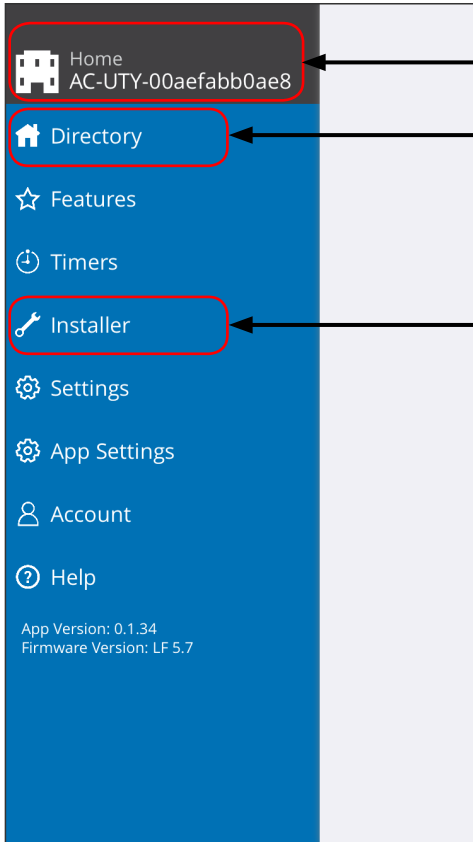 Home
AC-UTY-00aefabb0ae8
Directory
Features
Timers
Installer
Settings
App Settings
Account
Help
App Version: 0.1.34
Firmware Version: LF 5.7